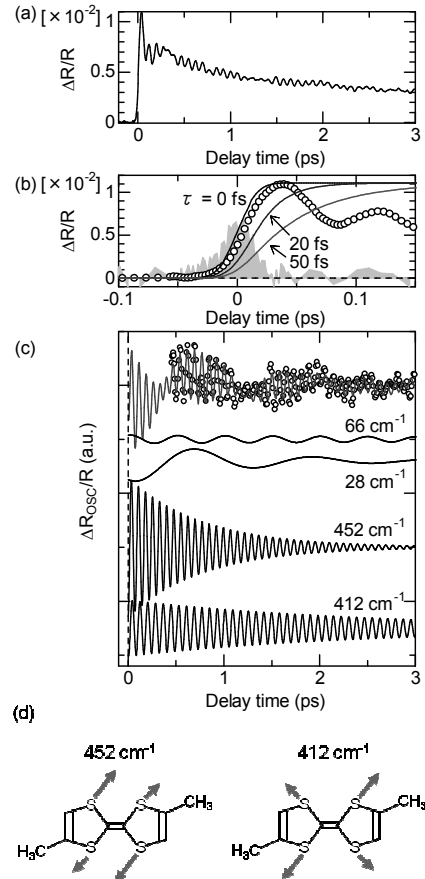 (a)
[ × 10⁻² ]
1
0.5
0
ΔR/R
0 1 2 3
Delay time (ps)
(b)
[ × 10⁻² ]
1
0.5
0
ΔR/R
τ = 0 fs
20 fs
50 fs
-0.1 0 0.1
Delay time (ps)
(c)
ΔR_OSC/R (a.u.)
66 cm⁻¹
28 cm⁻¹
452 cm⁻¹
412 cm⁻¹
0 1 2 3
Delay time (ps)
(d)
452 cm⁻¹ 412 cm⁻¹
S S CH₃ S S CH₃
H₃C S S H₃C S S